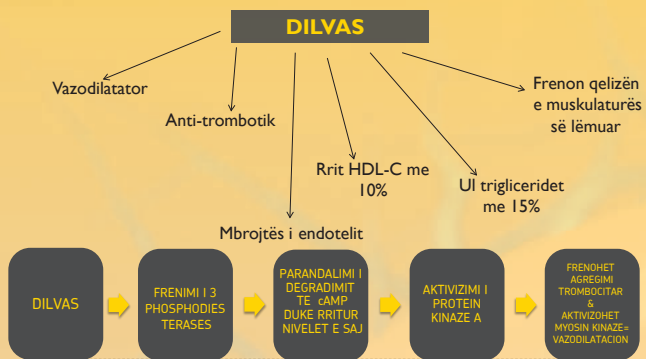 DILVAS
Vazodilatator
Anti-trombotik
Mbrojtës i endotelit
Rrit HDL-C me
10%
Ul trigliceridet
me 15%
Frenon qelizën
e muskulaturës
së lëmuar
DILVAS
FRENIMI I 3
PHOSPHODIES
TERASES
PARANDALIMI I
DEGRADIMIT
TE cAMP
DUKE RRITUR
NIVELET E SAJ
AKTIVIZIMI I
PROTEIN
KINAZE A
FRENOHET
AGREGIMI
TROMBOCITAR
&
AKTIVIZOHET
MYOSIN KINAZE=
VAZODILATACION